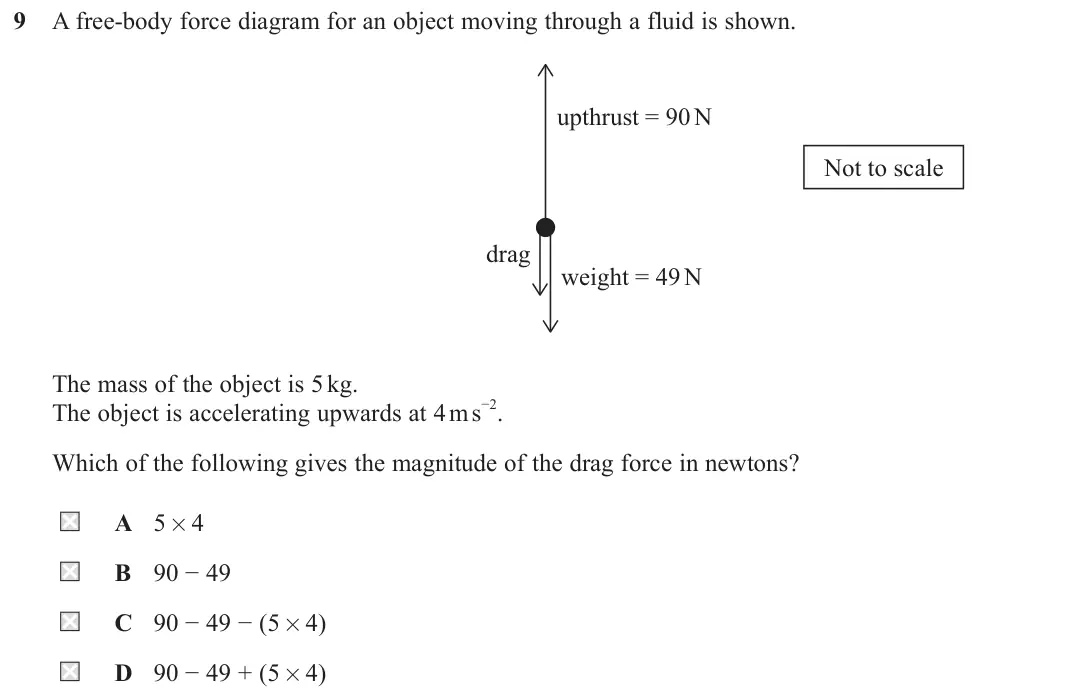 9 A free-body force diagram for an object moving through a fluid is shown.
upthrust = 90 N
Not to scale
drag
weight = 49 N
The mass of the object is 5 kg.
The object is accelerating upwards at 4 m s⁻².
Which of the following gives the magnitude of the drag force in newtons?
A 5 × 4
B 90 − 49
C 90 − 49 − (5 × 4)
D 90 − 49 + (5 × 4)